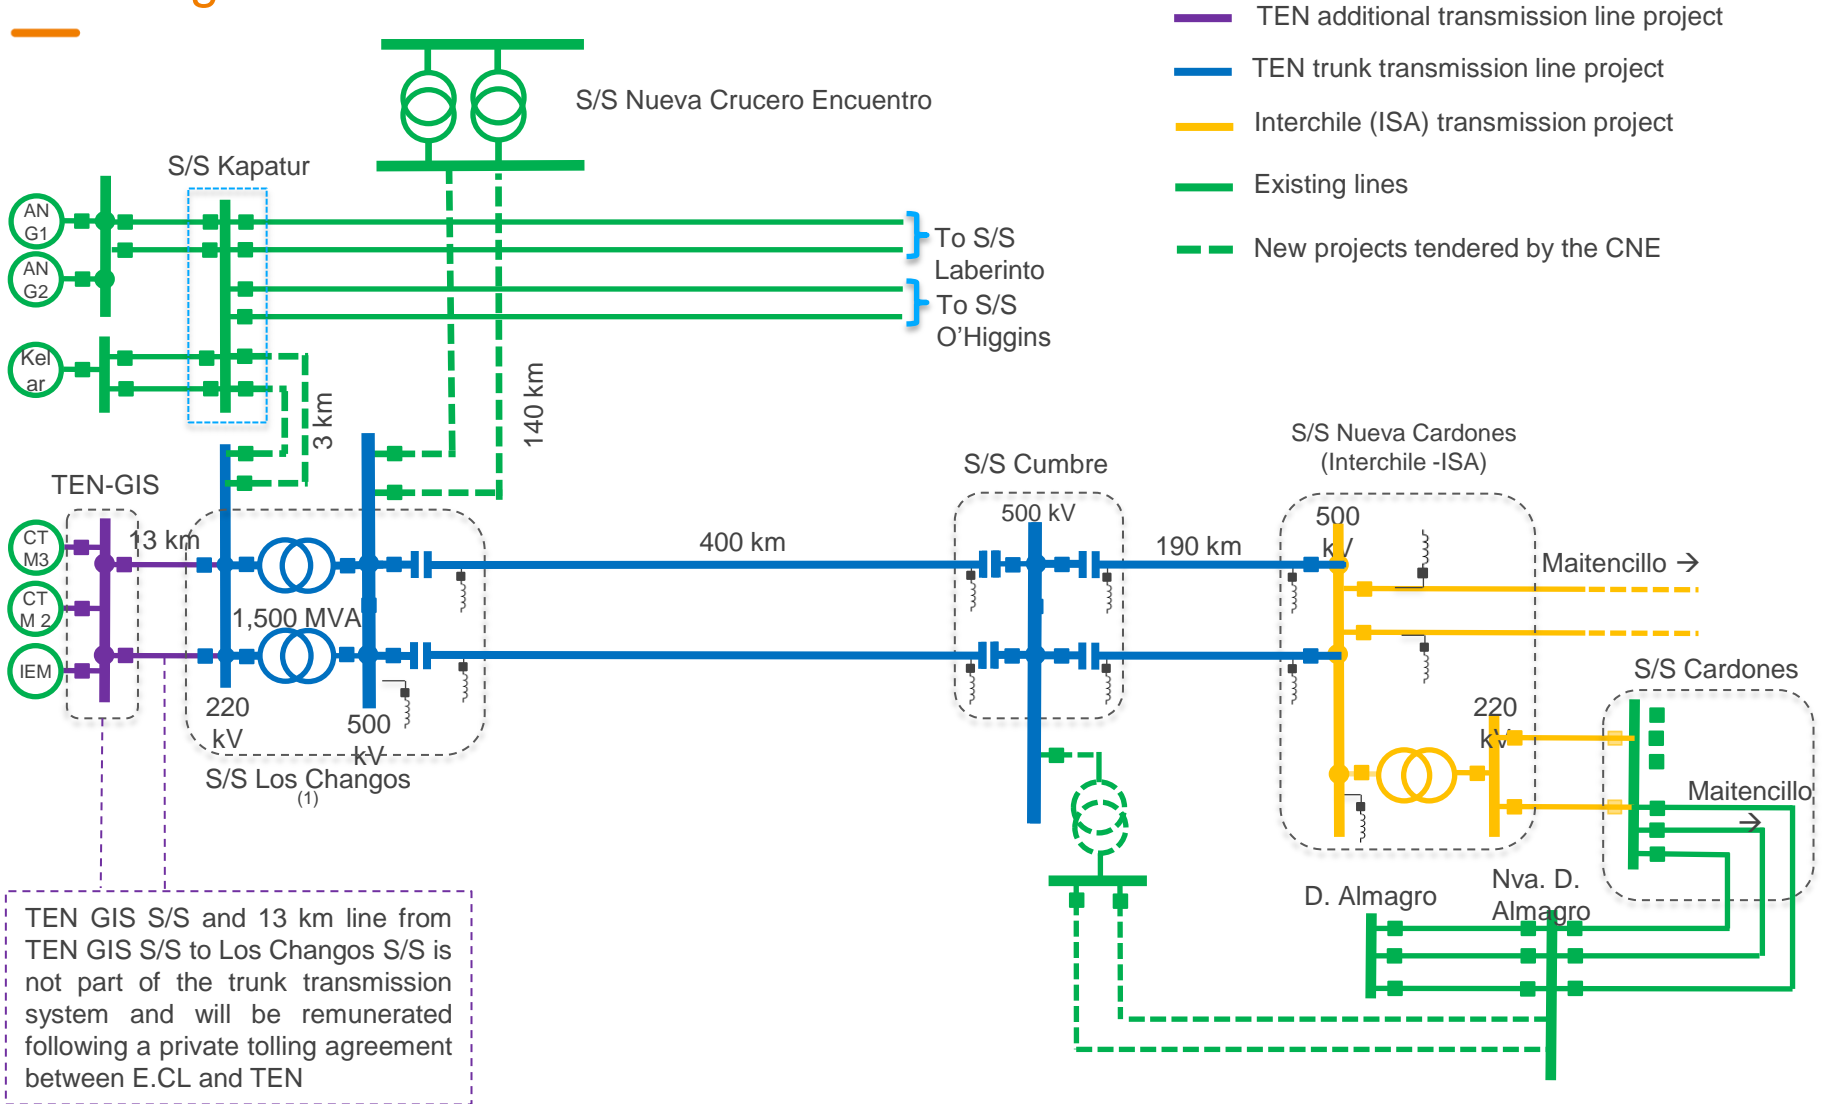 TEN additional transmission line project
TEN trunk transmission line project
Interchile (ISA) transmission project
Existing lines
New projects tendered by the CNE
S/S Nueva Crucero Encuentro
S/S Kapatur
AN
G1
AN
G2
Kel
ar
To S/S
Laberinto
To S/S
O’Higgins
3 km
140 km
TEN-GIS
CT
M3
CT
M 2
IEM
13 km
1,500 MVA
220
kV
500
kV
S/S Los Changos
(1)
400 km
S/S Cumbre
500 kV
190 km
S/S Nueva Cardones
(Interchile -ISA)
500
kV
Maitencillo →
220
kV
S/S Cardones
Maitencillo
→
D. Almagro
Nva. D.
Almagro
TEN GIS S/S and 13 km line from
TEN GIS S/S to Los Changos S/S is
not part of the trunk transmission
system and will be remunerated
following a private tolling agreement
between E.CL and TEN